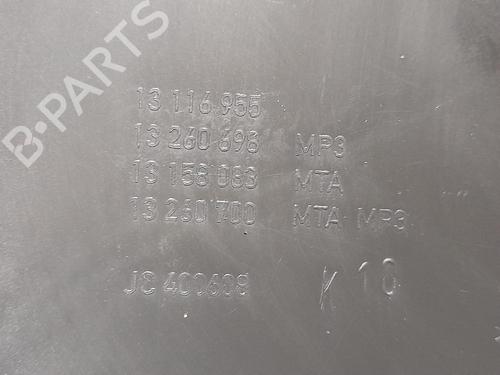 B-PARTS
13 116 955
13 260 698 MP3
13 158 083 MTA
13 260 700 MTA MP3
JC 400608 K 10